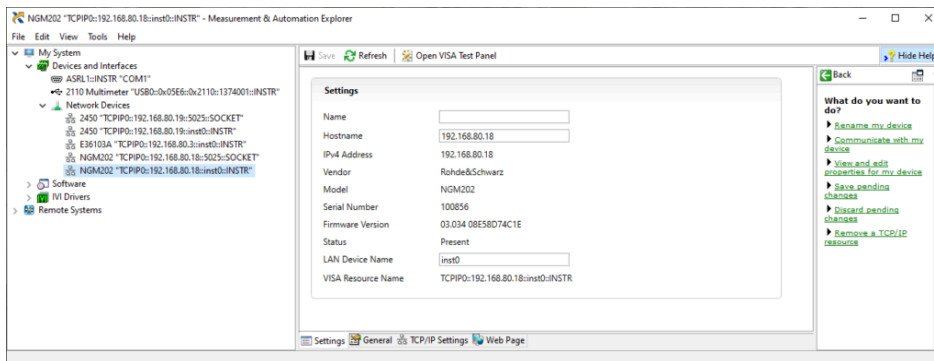 NGM202 "TCPIP0::192.168.80.18::inst0::INSTR" - Measurement & Automation Explorer
File Edit View Tools Help
My System
Devices and Interfaces
ASRL1::INSTR "COM1"
2110 Multimeter "USB0::0x05E6::0x2110::1374001::INSTR"
Network Devices
2450 "TCPIP0::192.168.80.19::5025::SOCKET"
2450 "TCPIP0::192.168.80.19::inst0::INSTR"
E36103A "TCPIP0::192.168.80.3::inst0::INSTR"
NGM202 "TCPIP0::192.168.80.18::5025::SOCKET"
NGM202 "TCPIP0::192.168.80.18::inst0::INSTR"
Software
IVI Drivers
Remote Systems
Save Refresh Open VISA Test Panel
Settings
Name
Hostname 192.168.80.18
IPv4 Address 192.168.80.18
Vendor Rohde&Schwarz
Model NGM202
Serial Number 100856
Firmware Version 03.034 08E58D74C1E
Status Present
LAN Device Name inst0
VISA Resource Name TCPIP0::192.168.80.18::inst0::INSTR
Settings General TCP/IP Settings Web Page
Hide Help
Back
What do you want to
do?
Rename my device
Communicate with my
device
View and edit
properties for my device
Save pending
changes
Discard pending
changes
Remove a TCP/IP
resource